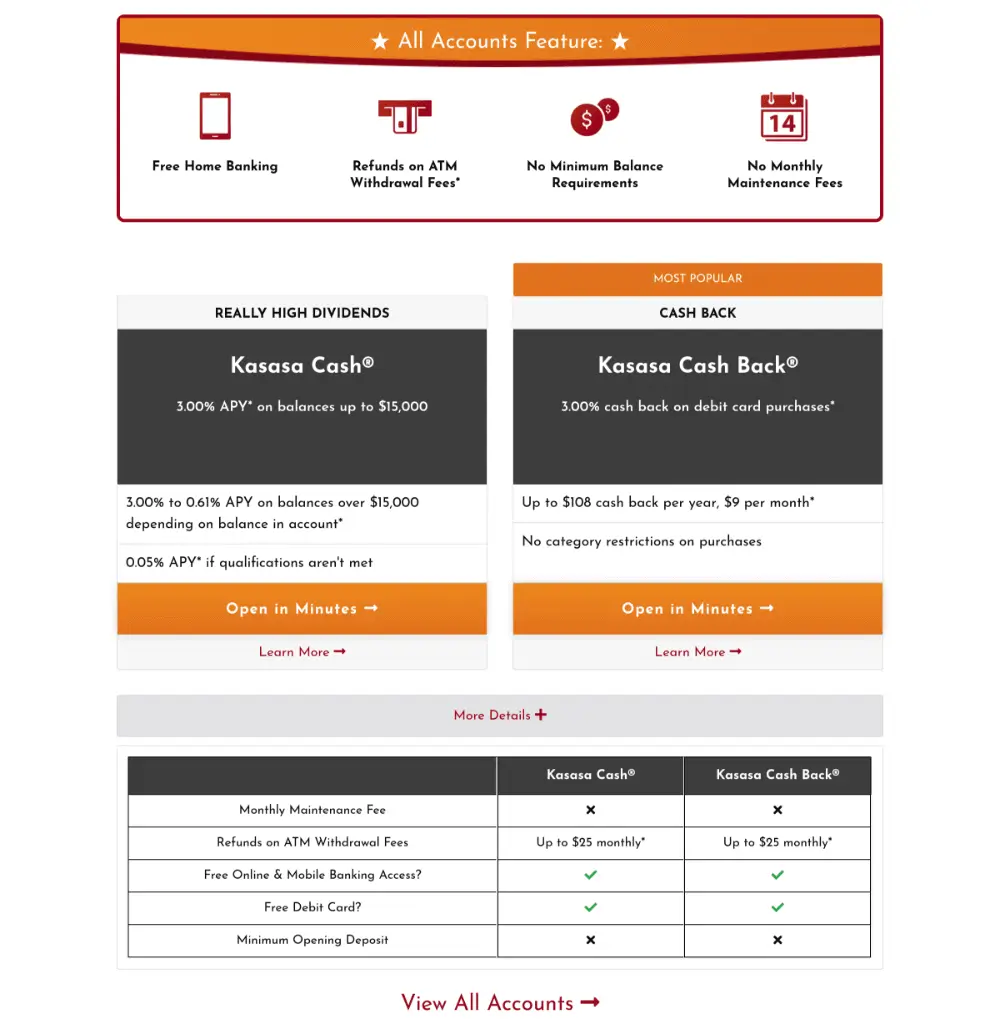 ★ All Accounts Feature: ★
14
Free Home Banking
Refunds on ATM
Withdrawal Fees*
$ $
No Minimum Balance
Requirements
No Monthly
Maintenance Fees
REALLY HIGH DIVIDENDS
Kasasa Cash®
3.00% APY* on balances up to $15,000
3.00% to 0.61% APY on balances over $15,000
depending on balance in account*
0.05% APY* if qualifications aren't met
Open in Minutes →
Learn More →
MOST POPULAR
CASH BACK
Kasasa Cash Back®
3.00% cash back on debit card purchases*
Up to $108 cash back per year, $9 per month*
No category restrictions on purchases
Open in Minutes →
Learn More →
More Details +
Kasasa Cash® Kasasa Cash Back®
Monthly Maintenance Fee ✕ ✕
Refunds on ATM Withdrawal Fees Up to $25 monthly* Up to $25 monthly*
Free Online & Mobile Banking Access? ✓ ✓
Free Debit Card? ✓ ✓
Minimum Opening Deposit ✕ ✕
View All Accounts →